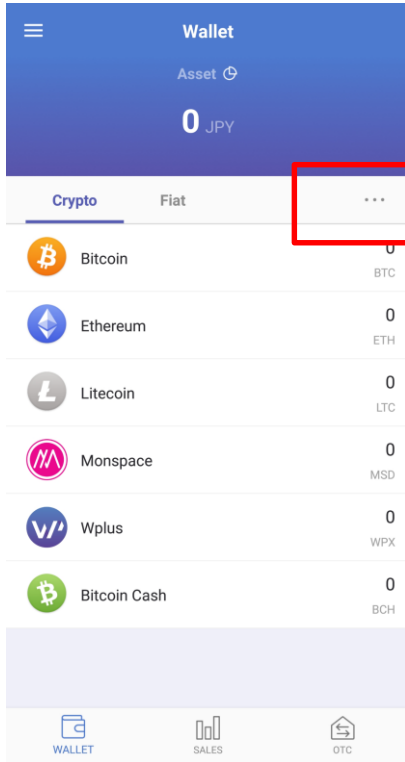 Wallet
Asset
0 JPY
Crypto Fiat ...
Bitcoin 0
BTC
Ethereum 0
ETH
Litecoin 0
LTC
Monspace 0
MSD
Wplus 0
WPX
Bitcoin Cash 0
BCH
WALLET SALES OTC